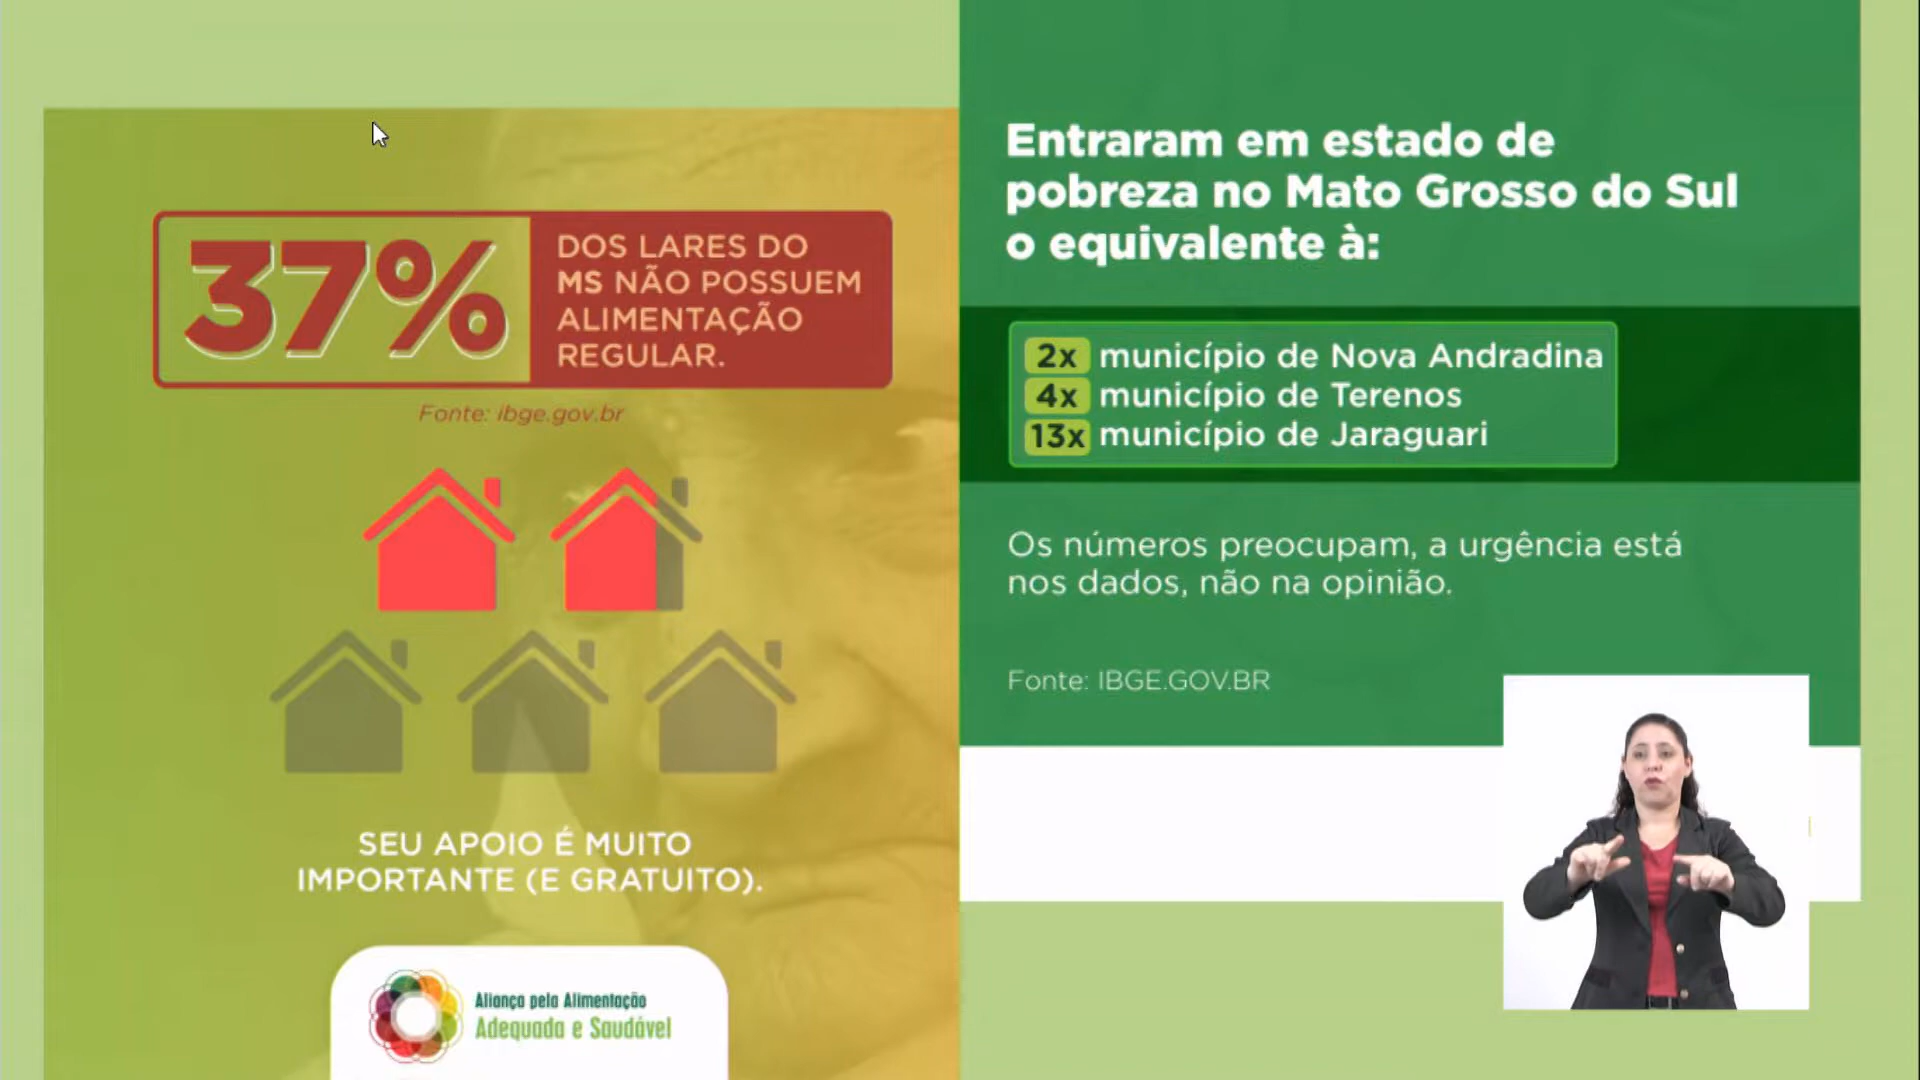 37%
DOS LARES DO
MS NÃO POSSUEM
ALIMENTAÇÃO
REGULAR.
Fonte: ibge.gov.br
SEU APOIO É MUITO
IMPORTANTE (E GRATUITO).
Aliança pela Alimentação
Adequada e Saudável
Entraram em estado de
pobreza no Mato Grosso do Sul
o equivalente à:
2x município de Nova Andradina
4x município de Terenos
13x município de Jaraguari
Os números preocupam, a urgência está
nos dados, não na opinião.
Fonte: IBGE.GOV.BR